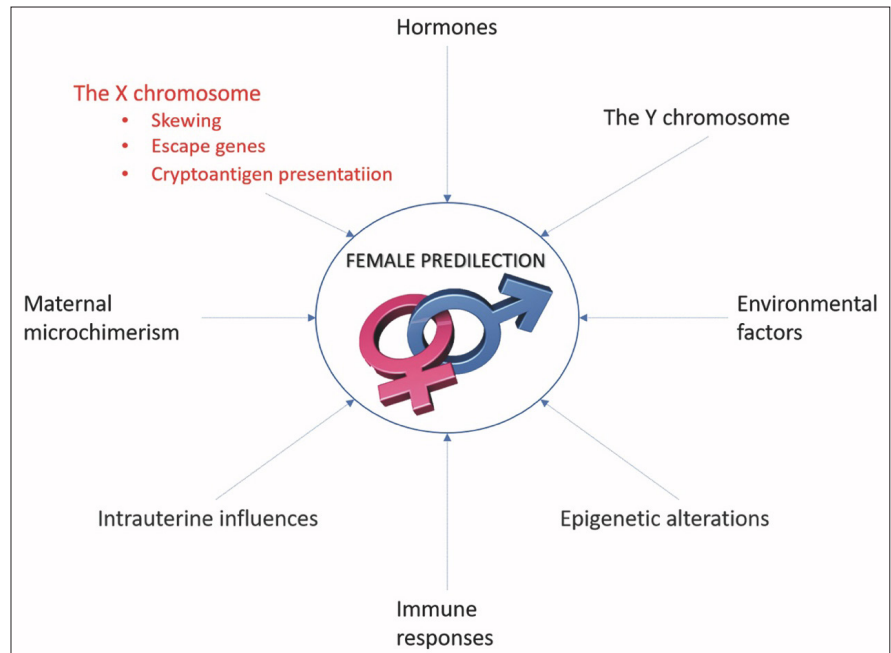 Hormones
The X chromosome
• Skewing
• Escape genes
• Cryptoantigen presentatiion
The Y chromosome
FEMALE PREDILECTION
Maternal
microchimerism
Environmental
factors
Intrauterine influences
Epigenetic alterations
Immune
responses